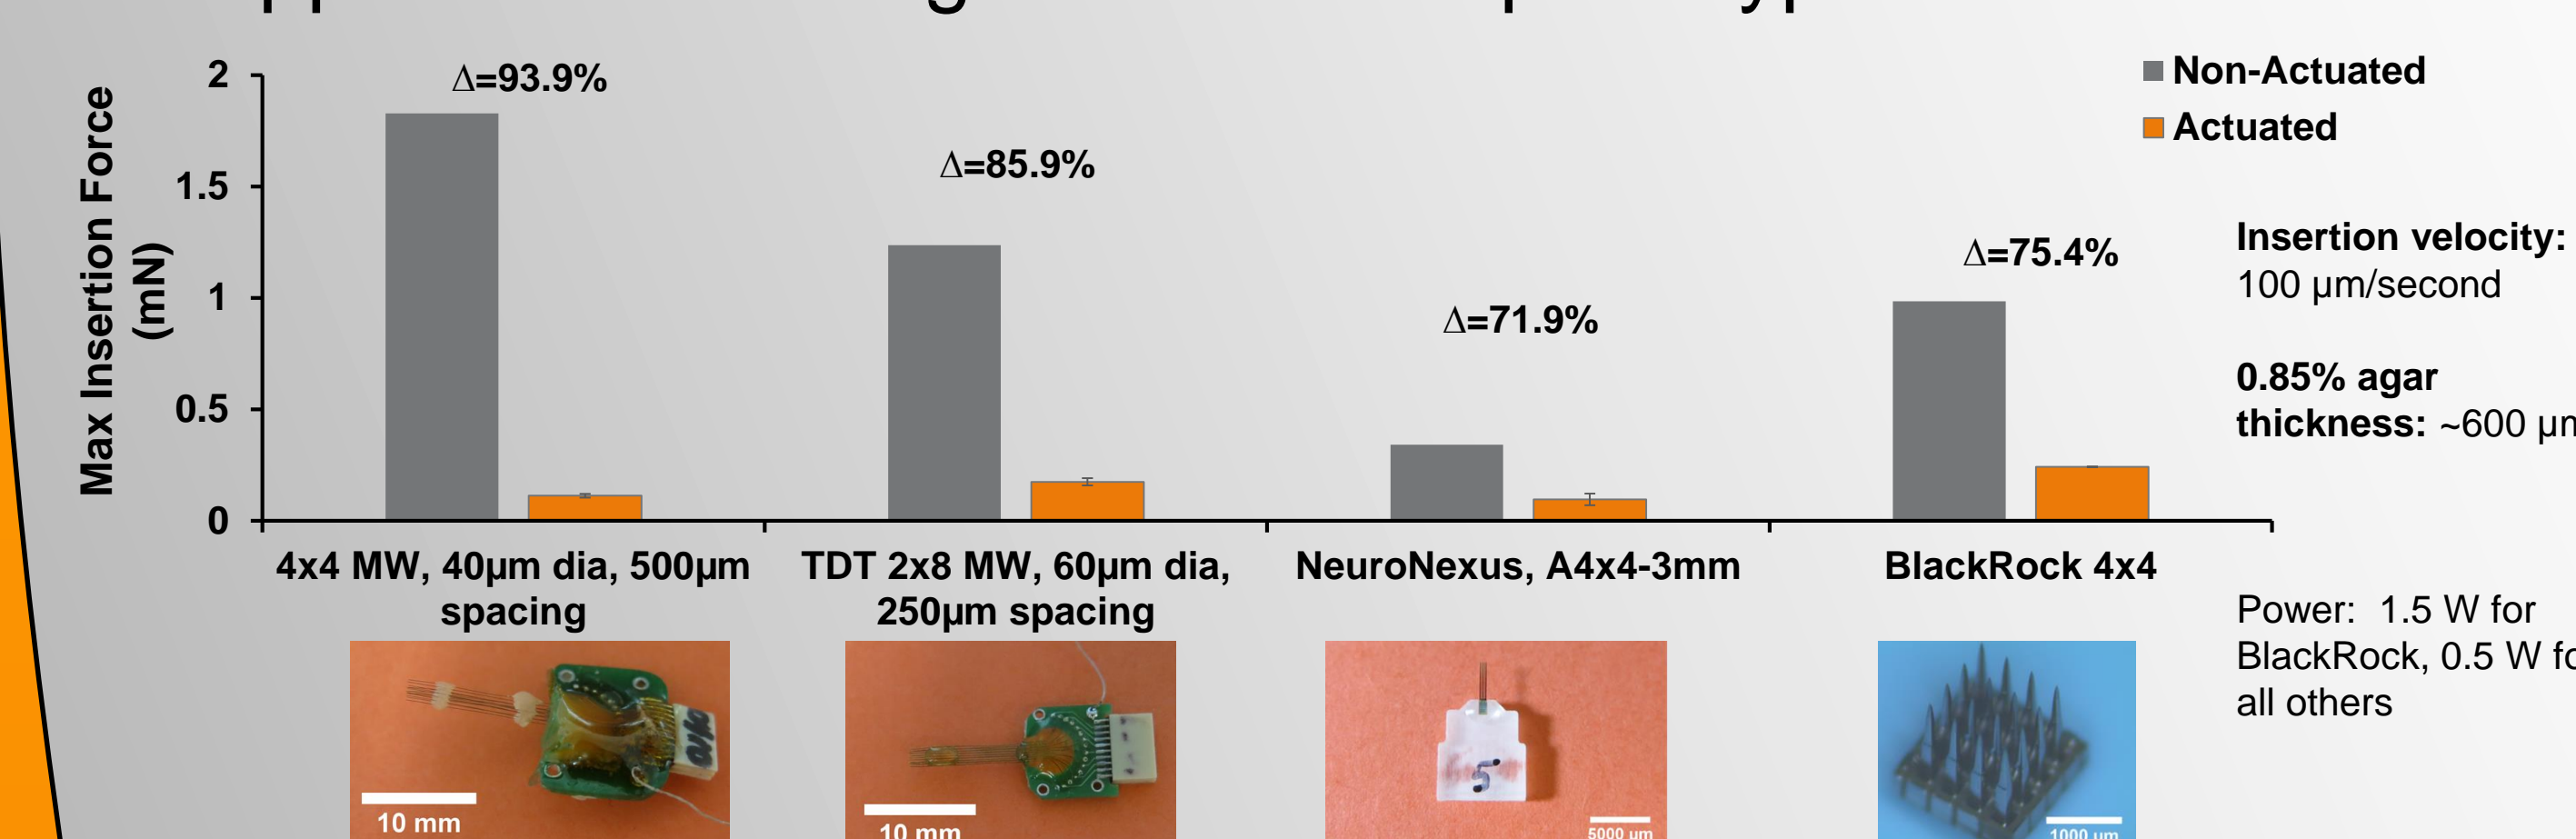 Max Insertion Force
(mN)
2
1.5
1
0.5
0
Δ=93.9%
Δ=85.9%
Δ=71.9%
Δ=75.4%
Non-Actuated
Actuated
Insertion velocity:
100 µm/second
0.85% agar
thickness: ~600 µm
4x4 MW, 40µm dia, 500µm
spacing
TDT 2x8 MW, 60µm dia,
250µm spacing
NeuroNexus, A4x4-3mm
BlackRock 4x4
Power: 1.5 W for
BlackRock, 0.5 W
all others
10 mm
10 mm
5
5000 um
1000 µm